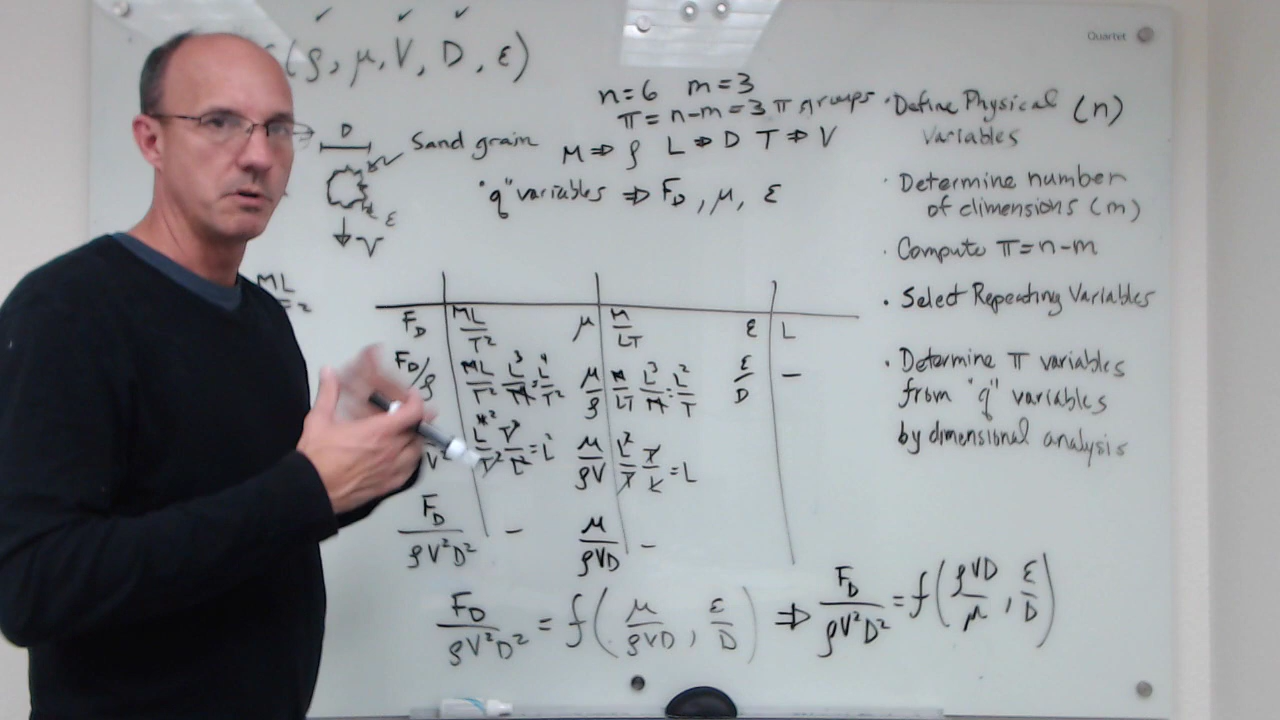 Quartet
(ρ, μ, V, D, ε)
n=6 m=3
π = n-m = 3 π groups
M ⇒ ρ L ⇒ D T ⇒ V
"q" variables ⇒ F_D, μ, ε
D
Sand grain
ε
V
ML
• Define Physical (n)
Variables
• Determine number
of dimensions (m)
• Compute π = n-m
• Select Repeating Variables
• Determine π variables
from "q" variables
by dimensional analysis
F_D ML/T² μ M/LT ε L
F_D/ρ ML/T² L³/M = L⁴/T² μ/ρ M/LT L³/M = L²/T ε/D –
V = L² μ/ρV L²/T T/L = L
F_D/ρV²D² – μ/ρVD –
F_D/ρV²D² = f(μ/ρVD, ε/D) ⇒ F_D/ρV²D² = f(ρVD/μ, ε/D)